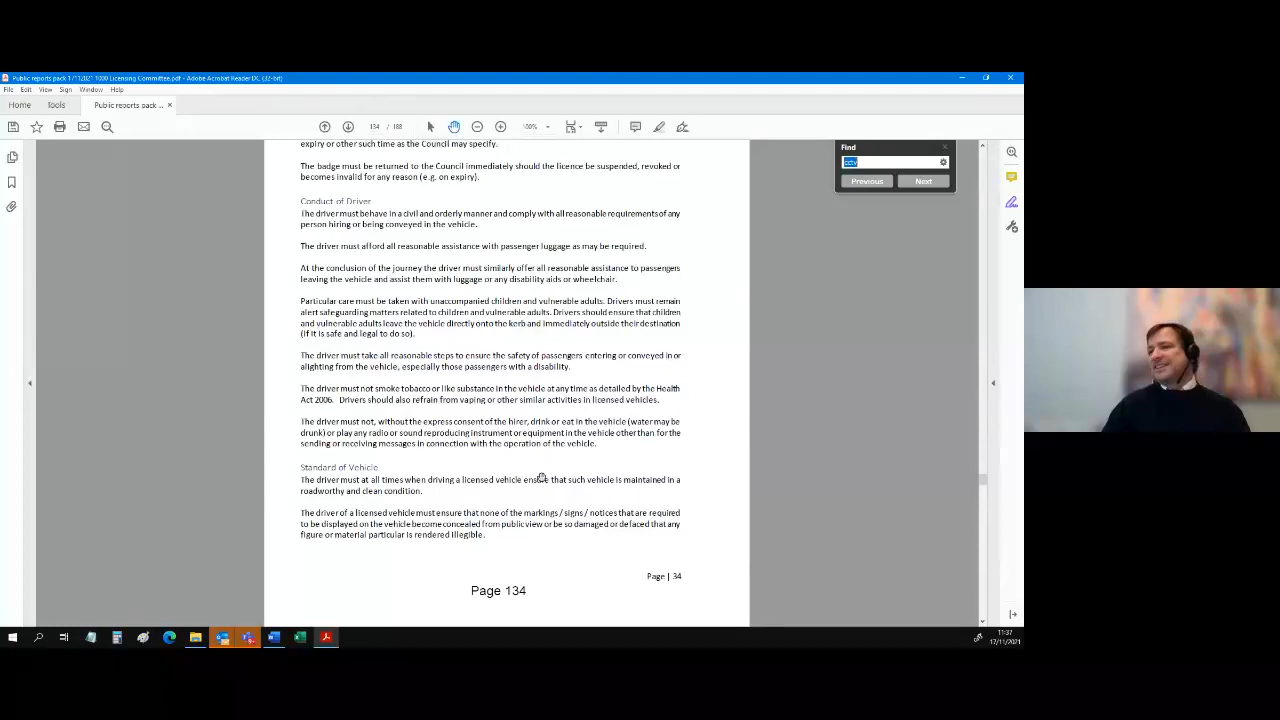 Public reports pack 17112021 1000 Licensing Committee.pdf - Adobe Acrobat Reader DC (32-bit)
File Edit View Sign Window Help
Home Tools Public reports pack ... ×
134 / 188 100%
Find
cctv
Previous Next
expiry or other such time as the Council may specify.
The badge must be returned to the Council immediately should the licence be suspended, revoked or
becomes invalid for any reason (e.g. on expiry).
Conduct of Driver
The driver must behave in a civil and orderly manner and comply with all reasonable requirements of any
person hiring or being conveyed in the vehicle.
The driver must afford all reasonable assistance with passenger luggage as may be required.
At the conclusion of the journey the driver must similarly offer all reasonable assistance to passengers
leaving the vehicle and assist them with luggage or any disability aids or wheelchair.
Particular care must be taken with unaccompanied children and vulnerable adults. Drivers must remain
alert safeguarding matters related to children and vulnerable adults. Drivers should ensure that children
and vulnerable adults leave the vehicle directly onto the kerb and immediately outside their destination
(if it is safe and legal to do so).
The driver must take all reasonable steps to ensure the safety of passengers entering or conveyed in or
alighting from the vehicle, especially those passengers with a disability.
The driver must not smoke tobacco or like substance in the vehicle at any time as detailed by the Health
Act 2006. Drivers should also refrain from vaping or other similar activities in licensed vehicles.
The driver must not, without the express consent of the hirer, drink or eat in the vehicle (water may be
drunk) or play any radio or sound reproducing instrument or equipment in the vehicle other than for the
sending or receiving messages in connection with the operation of the vehicle.
Standard of Vehicle
The driver must at all times when driving a licensed vehicle ensure that such vehicle is maintained in a
roadworthy and clean condition.
The driver of a licensed vehicle must ensure that none of the markings / signs / notices that are required
to be displayed on the vehicle become concealed from public view or be so damaged or defaced that any
figure or material particular is rendered illegible.
Page | 34
Page 134
11:37
17/11/2021